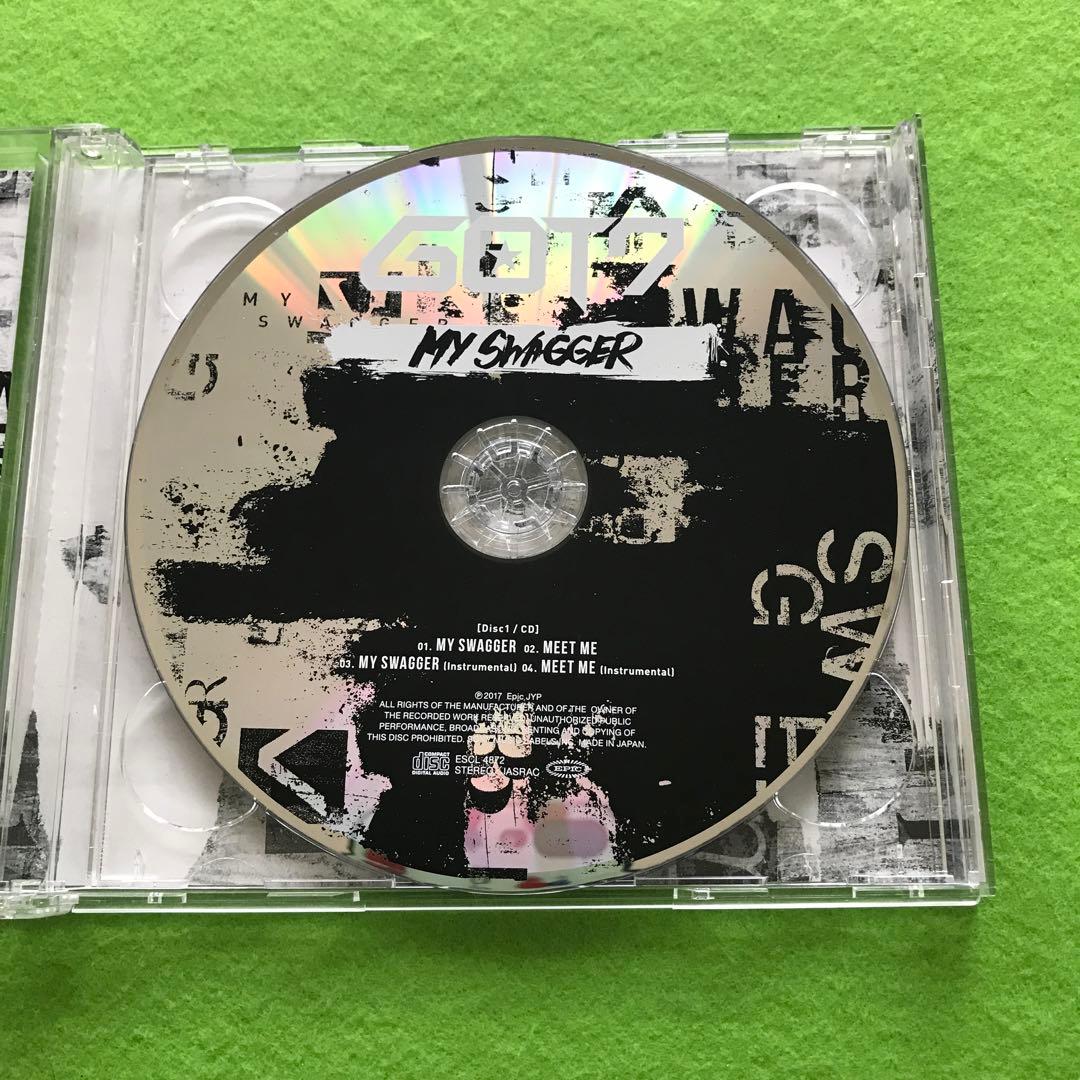 GOT7
MY
SWAGGER
MY SWAGGER
SW
G
[Disc1 / CD]
01. MY SWAGGER 02. MEET ME
03. MY SWAGGER (Instrumental) 04. MEET ME (Instrumental)
℗ 2017 Epic,JYP
ALL RIGHTS OF THE MANUFACTURER AND OF THE OWNER OF
THE RECORDED WORK RESERVED. UNAUTHORIZED PUBLIC
PERFORMANCE, BROADCASTING, RENTING AND COPYING OF
THIS DISC PROHIBITED. LABELS INC. MADE IN JAPAN.
COMPACT
disc
DIGITAL AUDIO
ESCL 4872
STEREO JASRAC
EPIC